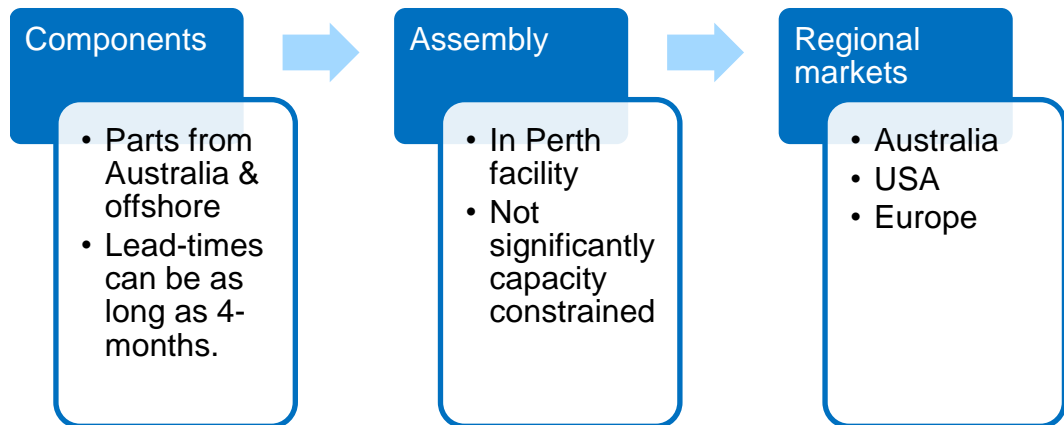 Components
• Parts from
Australia &
offshore
• Lead-times
can be as
long as 4-
months.
Assembly
• In Perth
facility
• Not
significantly
capacity
constrained
Regional
markets
• Australia
• USA
• Europe